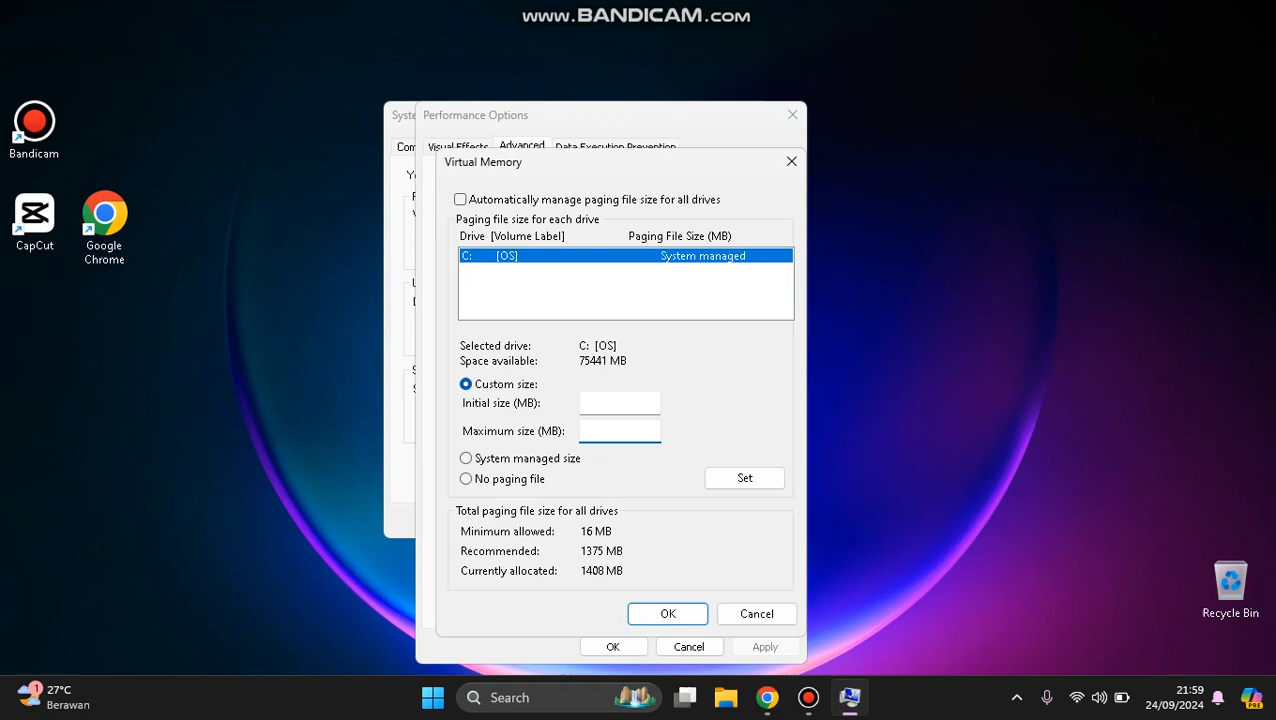 www.BANDICAM.com
Bandicam
CapCut
Google
Chrome
Syste
Performance Options
Com
Visual Effects
Advanced
Data Execution Prevention
Virtual Memory
Automatically manage paging file size for all drives
Paging file size for each drive
Drive [Volume Label]
Paging File Size (MB)
C: [OS]
System managed
Selected drive: C: [OS]
Space available: 75441 MB
Custom size:
Initial size (MB):
Maximum size (MB):
System managed size
No paging file
Set
Total paging file size for all drives
Minimum allowed: 16 MB
Recommended: 1375 MB
Currently allocated: 1408 MB
OK
Cancel
OK
Cancel
Apply
Recycle Bin
1
27°C
Berawan
Search
21:59
24/09/2024
PRE